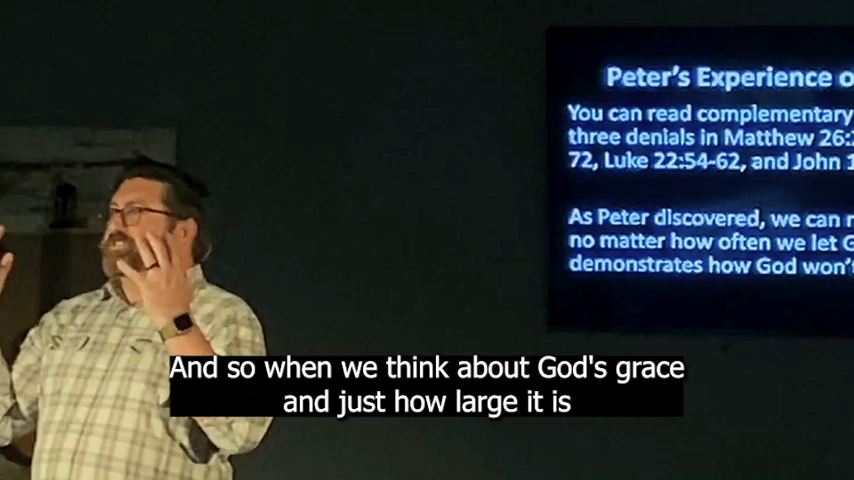 Peter's Experience o
You can read complementary
three denials in Matthew 26:
72, Luke 22:54-62, and John 1
As Peter discovered, we can
no matter how often we let G
demonstrates how God won't
And so when we think about God's grace
and just how large it is